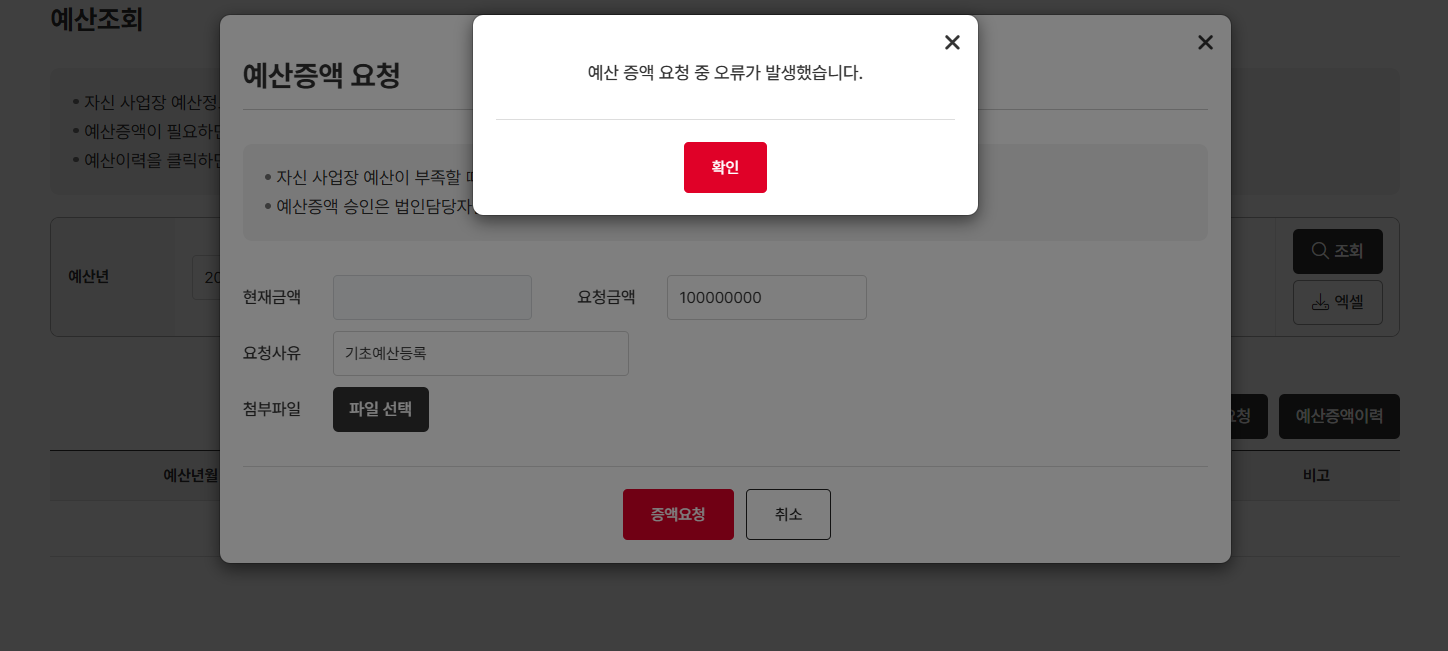 예산조회
예산증액 요청
예산 증액 요청 중 오류가 발생했습니다.
확인
자신 사업장 예산정
예산증액이 필요하면
예산이력을 클릭하면
자신 사업장 예산이 부족할 때
예산증액 승인은 법인담당자
예산년
20
조회
엑셀
현재금액
요청금액
100000000
요청사유
기초예산등록
첨부파일
파일 선택
요청
예산증액이력
예산년월
비고
증액요청
취소